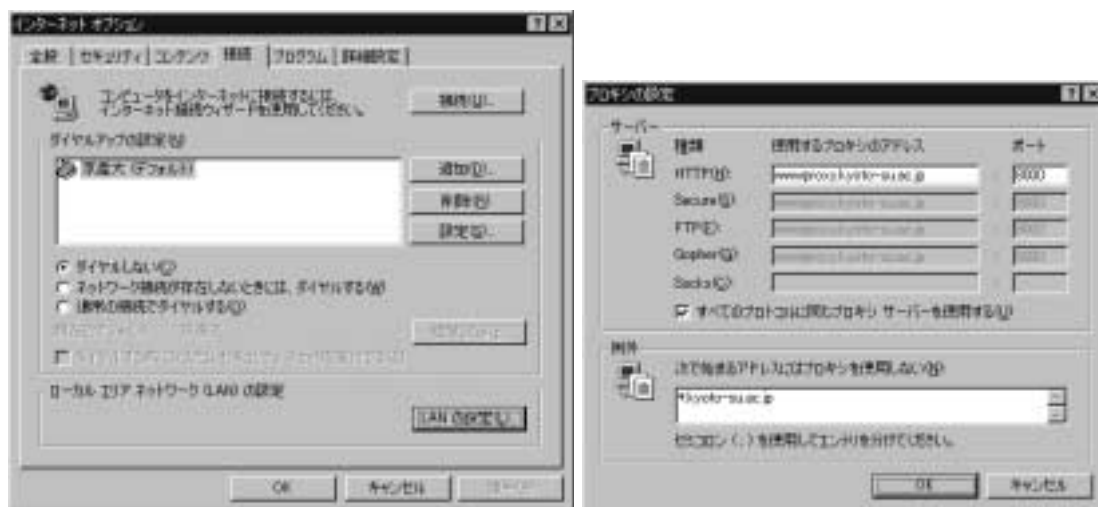 インターネット オプション
全般 セキュリティ コンテンツ 接続 プログラム 詳細設定
コンピュータをインターネットに接続するには、
インターネット接続ウィザードを使用してください。
接続(U)...
ダイヤルアップの設定(N)
京産大 (デフォルト)
追加(D)...
削除(R)
設定(S)...
ダイヤルしない(C)
ネットワーク接続が存在しないときには、ダイヤルする(W)
通常の接続でダイヤルする(O)
ローカル エリア ネットワーク (LAN) の設定
LAN の設定(L)...
OK キャンセル
プロキシの設定
サーバー
種類 使用するプロキシのアドレス ポート
HTTP(H): wwwproxy.kyoto-su.ac.jp : 8000
Secure(S):
FTP(F):
Gopher(G):
Socks(C):
すべてのプロトコルに同じプロキシ サーバーを使用する(U)
例外
次で始まるアドレスにはプロキシを使用しない(N)
*.kyoto-su.ac.jp
セミコロン (;) を使用してエントリを分けてください。
OK キャンセル